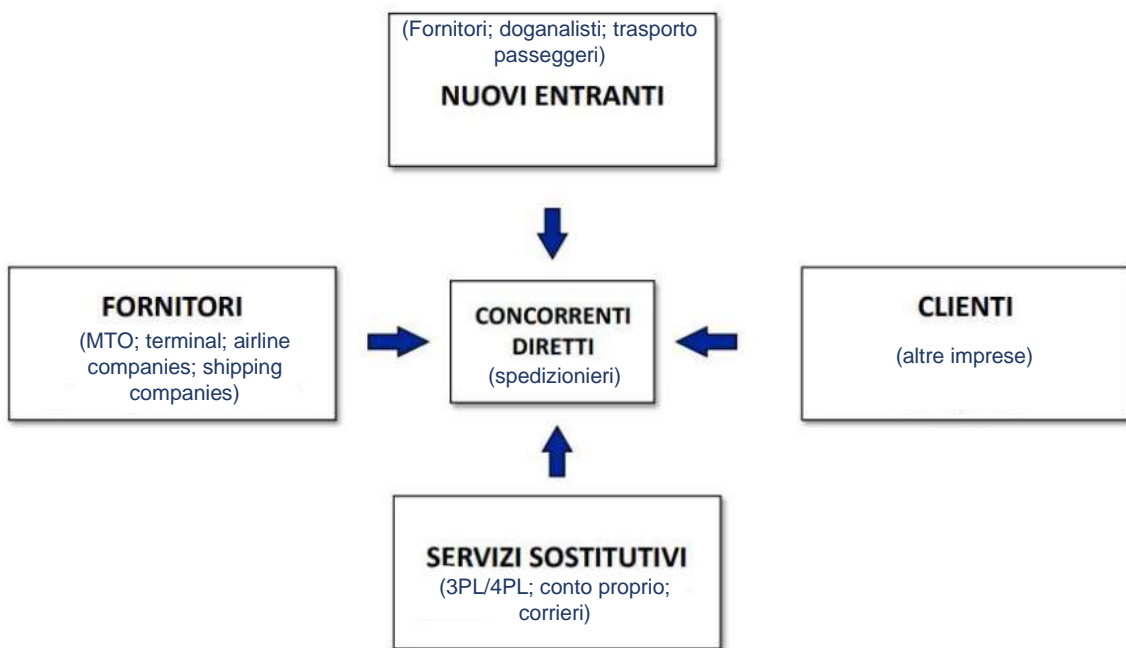 (Fornitori; doganalisti; trasporto
passeggeri)
NUOVI ENTRANTI
FORNITORI
(MTO; terminal; airline
companies; shipping
companies)
CONCORRENTI
DIRETTI
(spedizionieri)
CLIENTI
(altre imprese)
SERVIZI SOSTITUTIVI
(3PL/4PL; conto proprio;
corrieri)